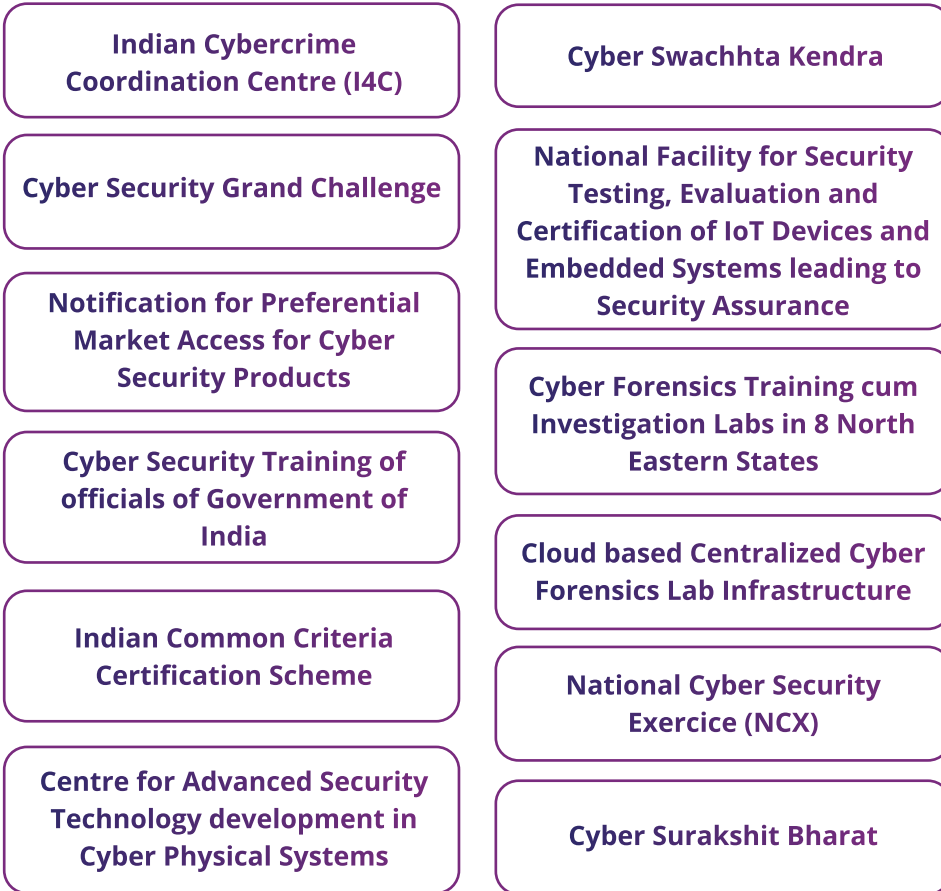 Indian Cybercrime
Coordination Centre (I4C)
Cyber Security Grand Challenge
Notification for Preferential
Market Access for Cyber
Security Products
Cyber Security Training of
officials of Government of
India
Indian Common Criteria
Certification Scheme
Centre for Advanced Security
Technology development in
Cyber Physical Systems
Cyber Swachhta Kendra
National Facility for Security
Testing, Evaluation and
Certification of IoT Devices and
Embedded Systems leading to
Security Assurance
Cyber Forensics Training cum
Investigation Labs in 8 North
Eastern States
Cloud based Centralized Cyber
Forensics Lab Infrastructure
National Cyber Security
Exercice (NCX)
Cyber Surakshit Bharat